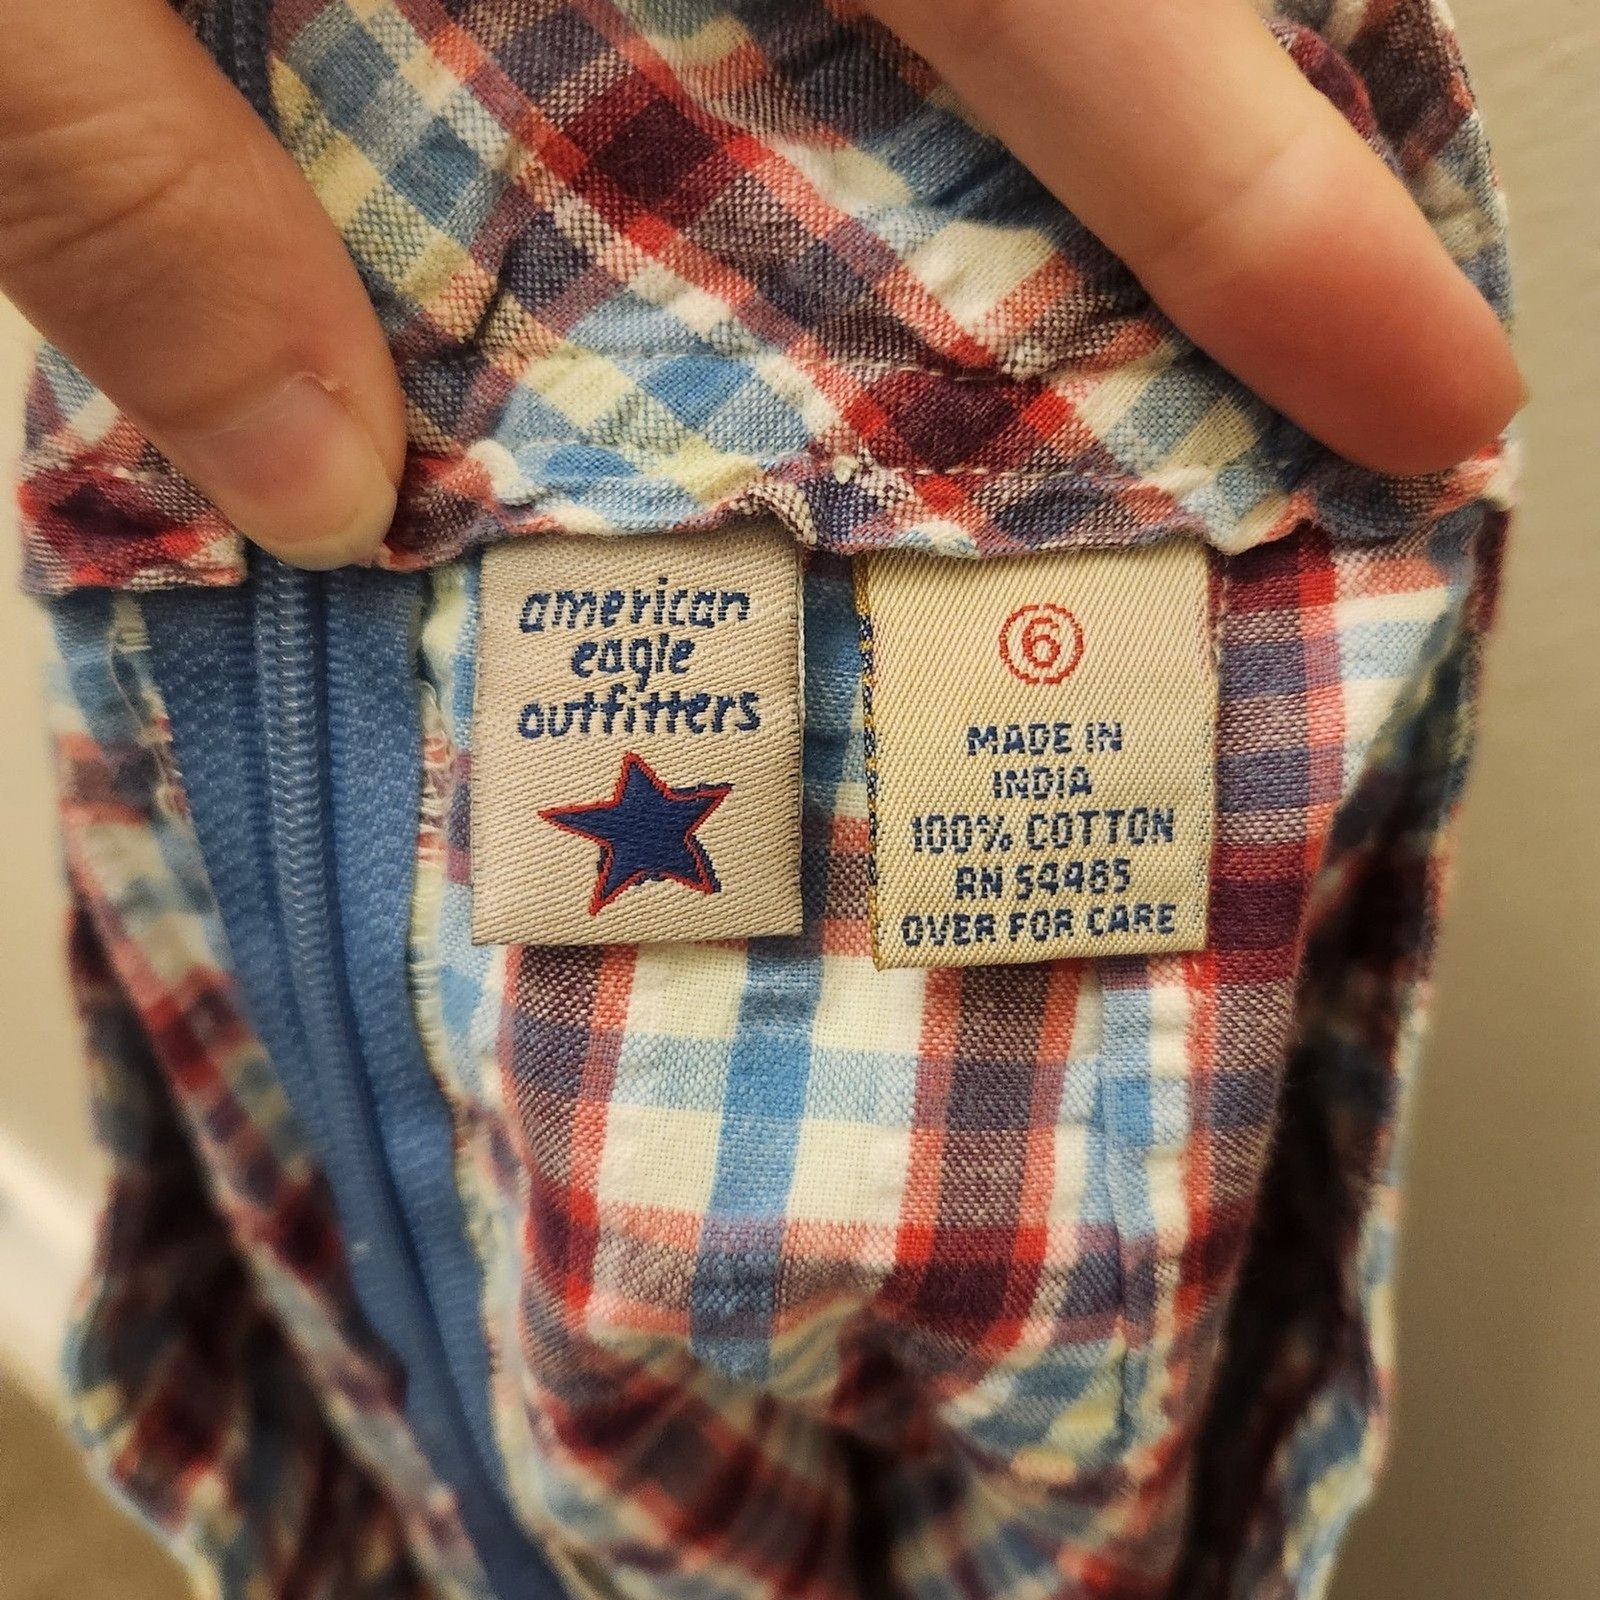 american
eagle
outfitters
6
MADE IN
INDIA
100% COTTON
RN 54485
OVER FOR CARE